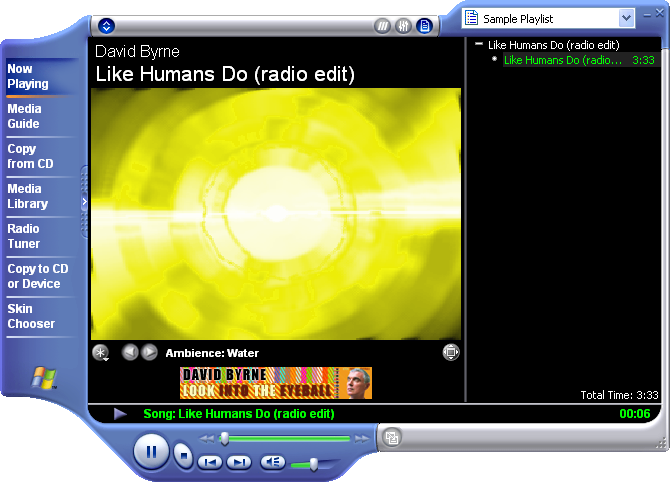 Sample Playlist
Now
Playing
Media
Guide
Copy
from CD
Media
Library
Radio
Tuner
Copy to CD
or Device
Skin
Chooser
David Byrne
Like Humans Do (radio edit)
Like Humans Do (radio edit)
Like Humans Do (radio... 3:33
Ambience: Water
DAVID BYRNE
LOOK INTO THE EYEBALL
Total Time: 3:33
Song: Like Humans Do (radio edit) 00:06